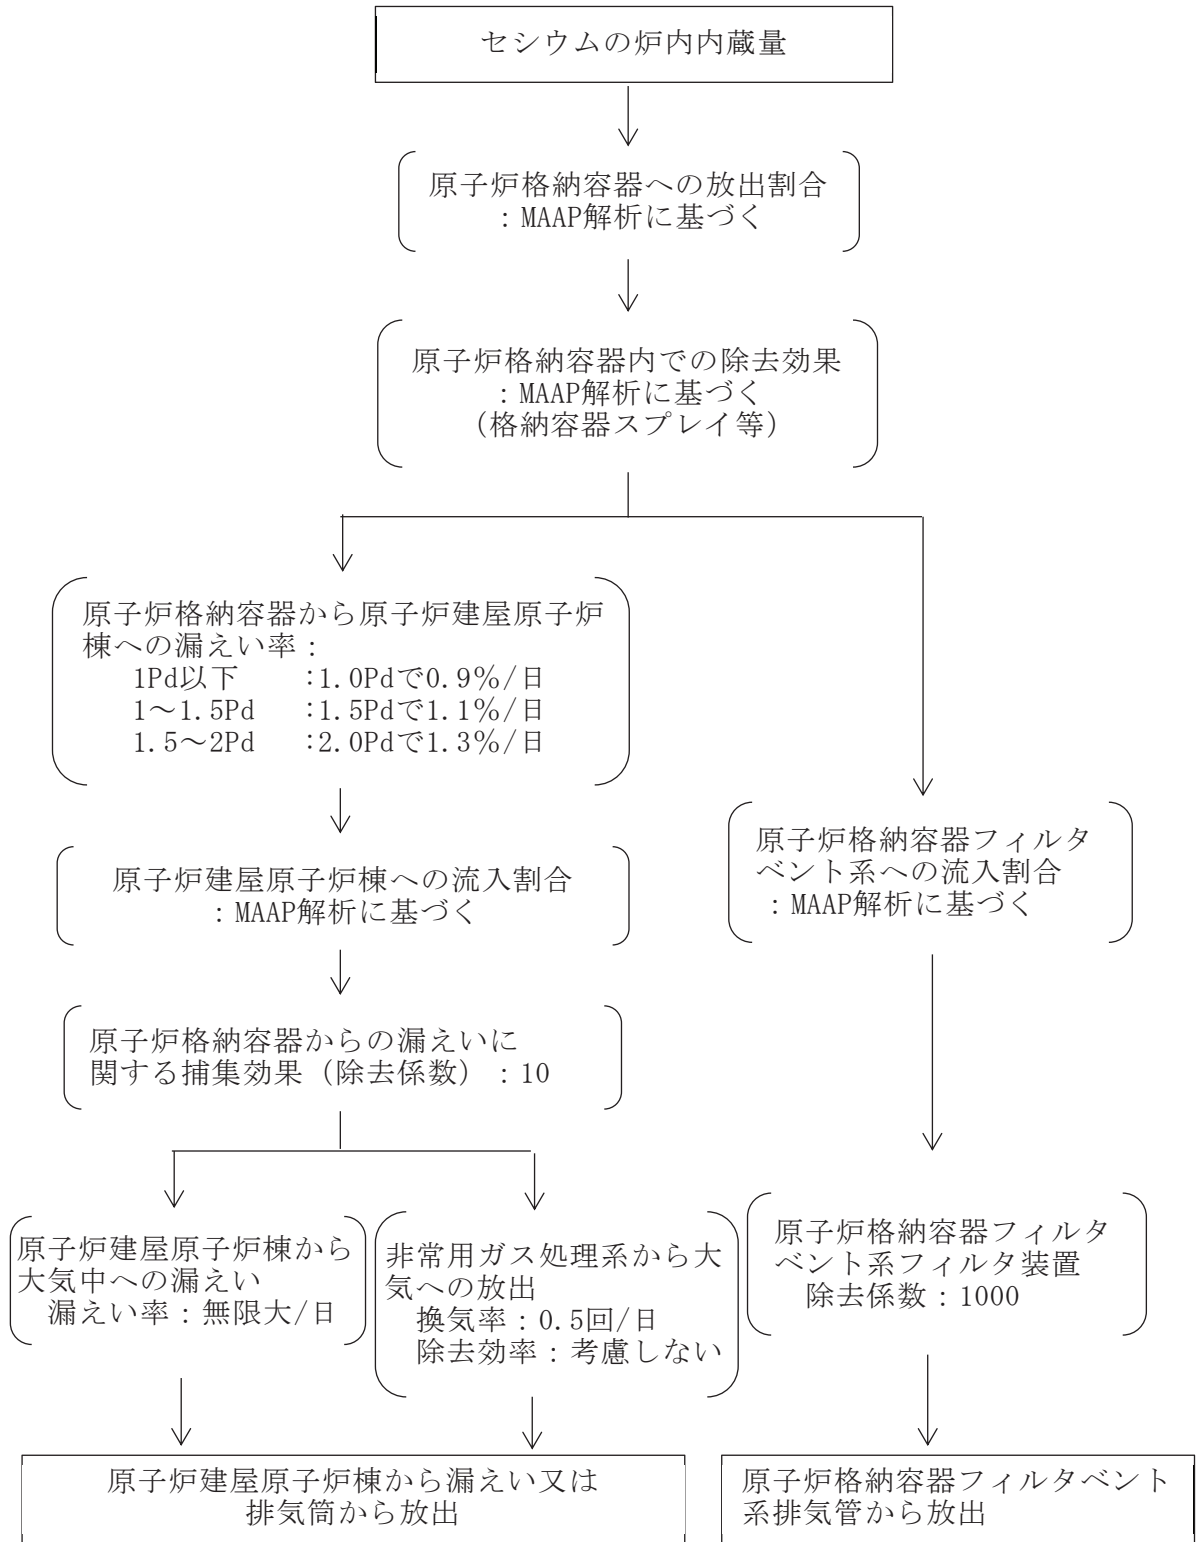 セシウムの炉内内蔵量
原子炉格納容器への放出割合
：MAAP解析に基づく
原子炉格納容器内での除去効果
：MAAP解析に基づく
（格納容器スプレイ等）
原子炉格納容器から原子炉建屋原子炉
棟への漏えい率：
1Pd以下　　:1.0Pdで0.9％/日
1～1.5Pd　:1.5Pdで1.1％/日
1.5～2Pd　:2.0Pdで1.3％/日
原子炉建屋原子炉棟への流入割合
：MAAP解析に基づく
原子炉格納容器フィルタ
ベント系への流入割合
：MAAP解析に基づく
原子炉格納容器からの漏えいに
関する捕集効果（除去係数）：10
原子炉建屋原子炉棟から
大気中への漏えい
漏えい率：無限大/日
非常用ガス処理系から大
気への放出
換気率：0.5回/日
除去効率：考慮しない
原子炉格納容器フィルタ
ベント系フィルタ装置
除去係数：1000
原子炉建屋原子炉棟から漏えい又は
排気筒から放出
原子炉格納容器フィルタベント
系排気管から放出